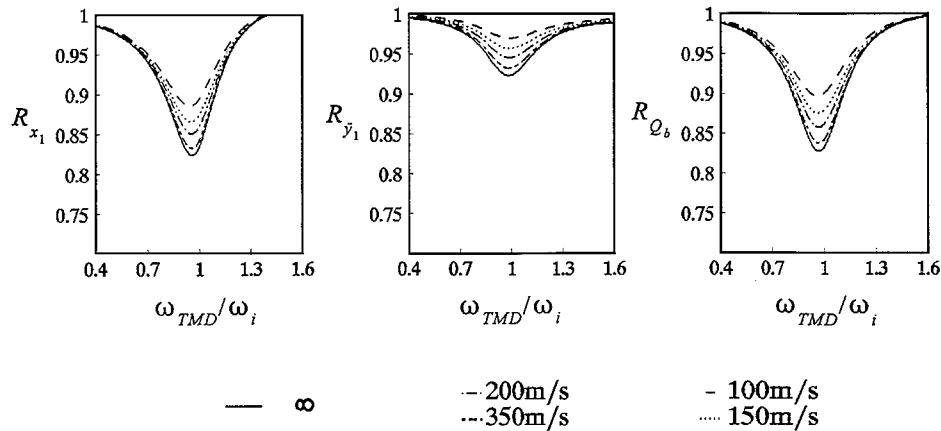 1
0.95
0.9
0.85
0.8
0.75
R_{x_1}
0.4 0.7 1 1.3 1.6
ω_{TMD}/ω_i
1
0.95
0.9
0.85
0.8
0.75
R_{ÿ_1}
0.4 0.7 1 1.3 1.6
ω_{TMD}/ω_i
1
0.95
0.9
0.85
0.8
0.75
R_{Q_b}
0.4 0.7 1 1.3 1.6
ω_{TMD}/ω_i
∞
200m/s
100m/s
350m/s
150m/s